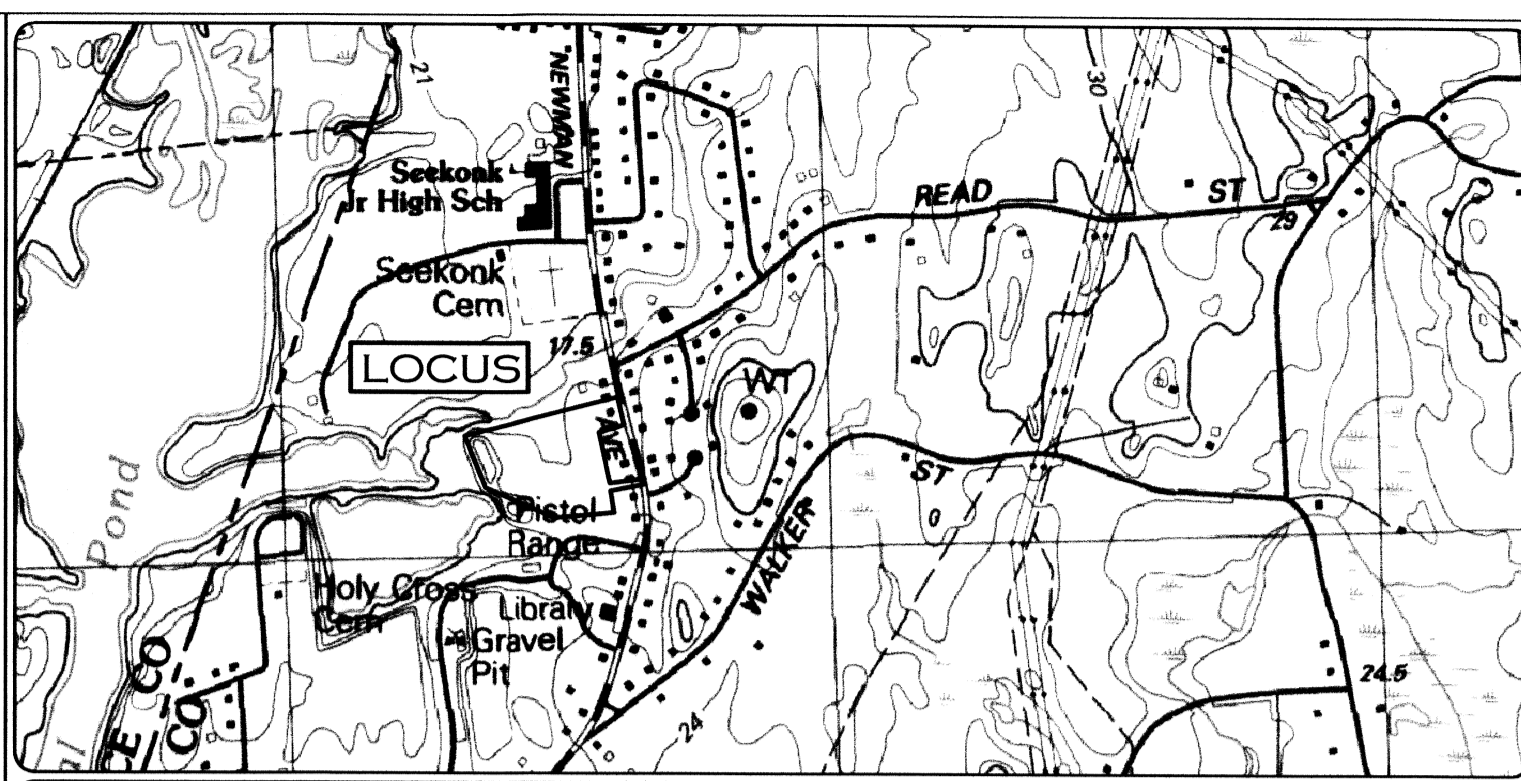 21
NEWMAN
30
Seekonk
Jr High Sch
READ
ST
29
Seekonk
Cem
17.5
LOCUS
WT
AVE
ST
Pond
Pistol
Range
WALKER
Holy Cross
Cem
Library
Gravel
Pit
CO
CO
24.5
24